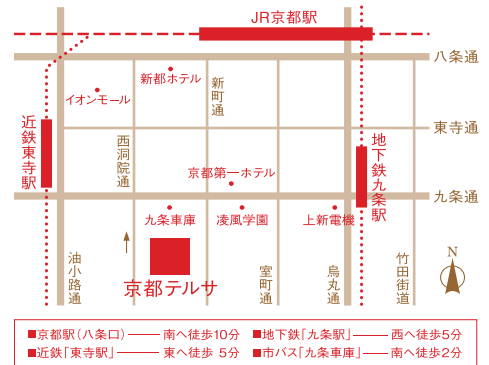 JR京都駅
八条通
新都ホテル
イオンモール
新町通
東寺通
近鉄東寺駅
西洞院通
地下鉄九条駅
京都第一ホテル
九条通
九条車庫
凌風学園
上新電機
油小路通
京都テルサ
室町通
烏丸通
竹田街道
N
■京都駅(八条口)―― 南へ徒歩10分
■地下鉄「九条駅」―― 西へ徒歩5分
■近鉄「東寺駅」―― 東へ徒歩 5分
■市バス「九条車庫」―― 南へ徒歩2分